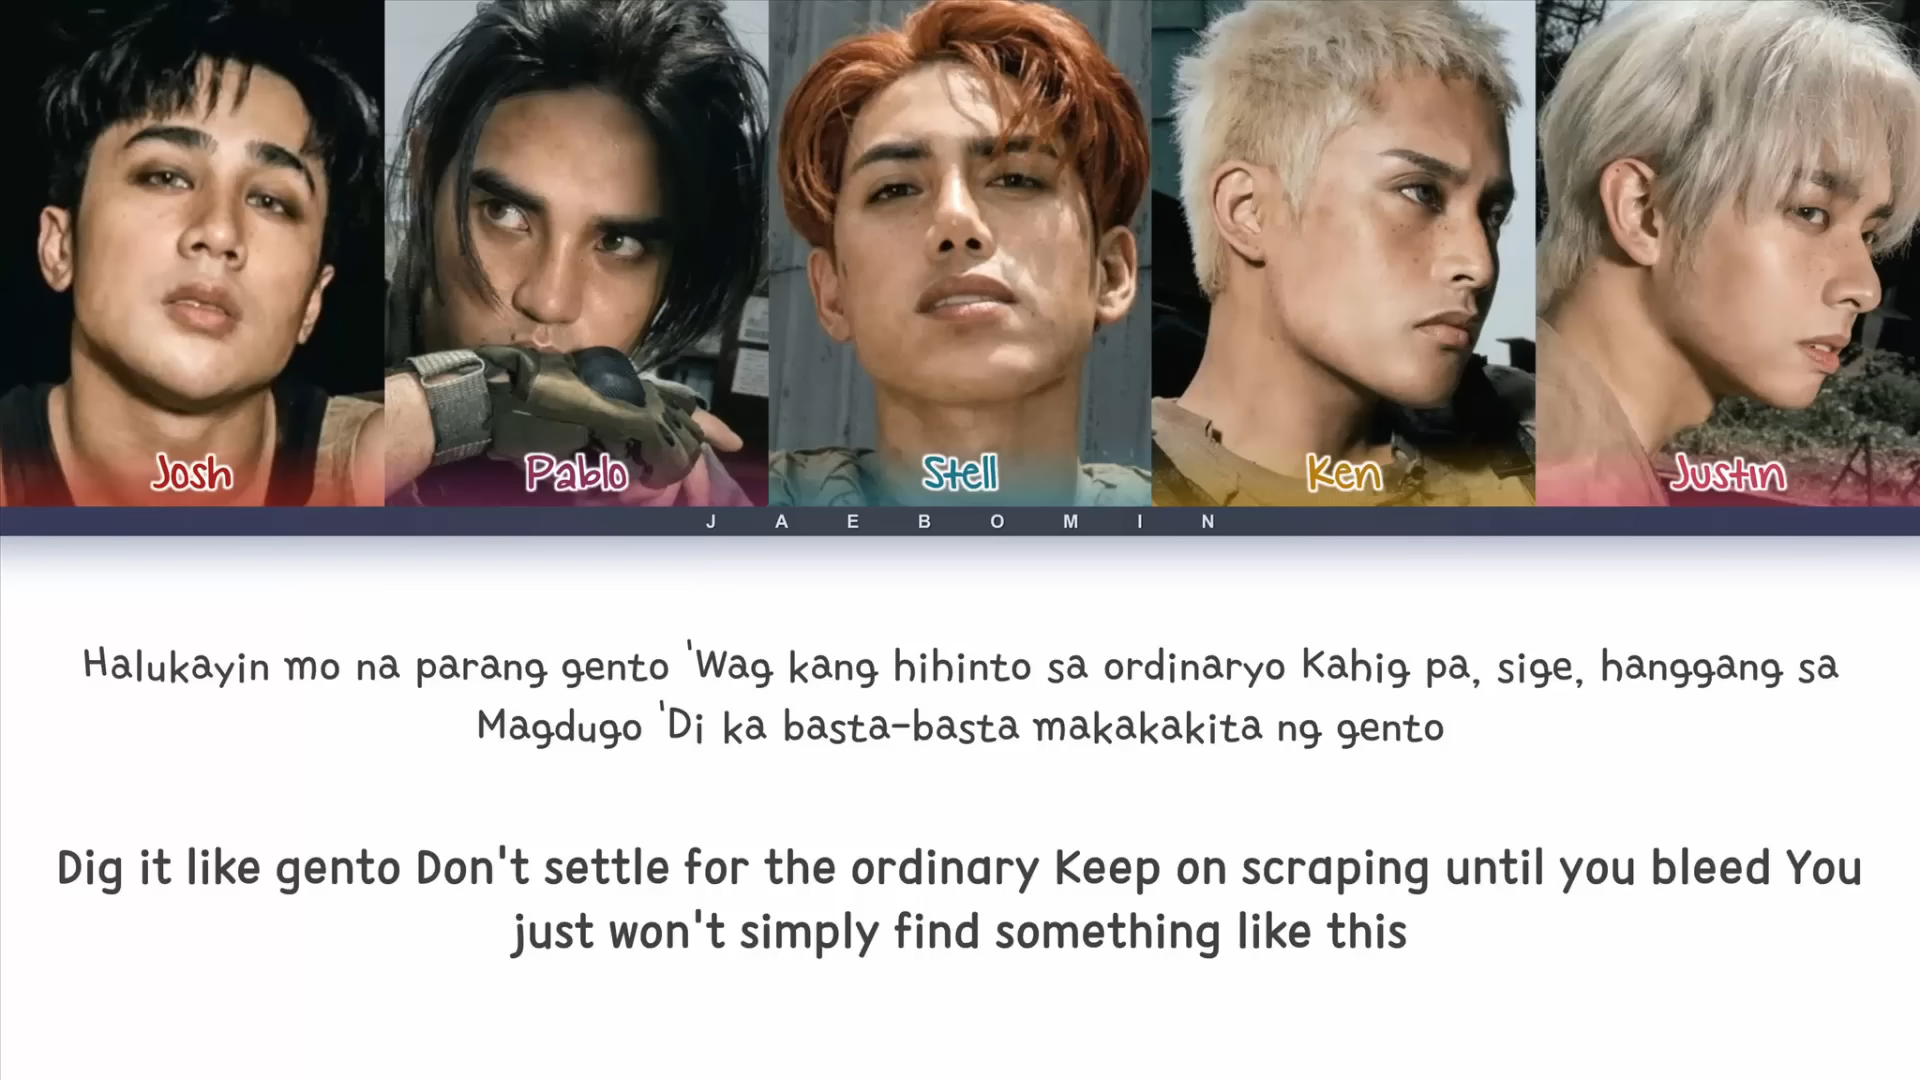 Josh
Pablo
Stell
Ken
Justin
JAEBOMIN
Halukayin mo na parang gento 'Wag kang hihinto sa ordinaryo Kahig pa, sige, hanggang sa
Magdugo 'Di ka basta-basta makakakita ng gento
Dig it like gento Don't settle for the ordinary Keep on scraping until you bleed You
just won't simply find something like this